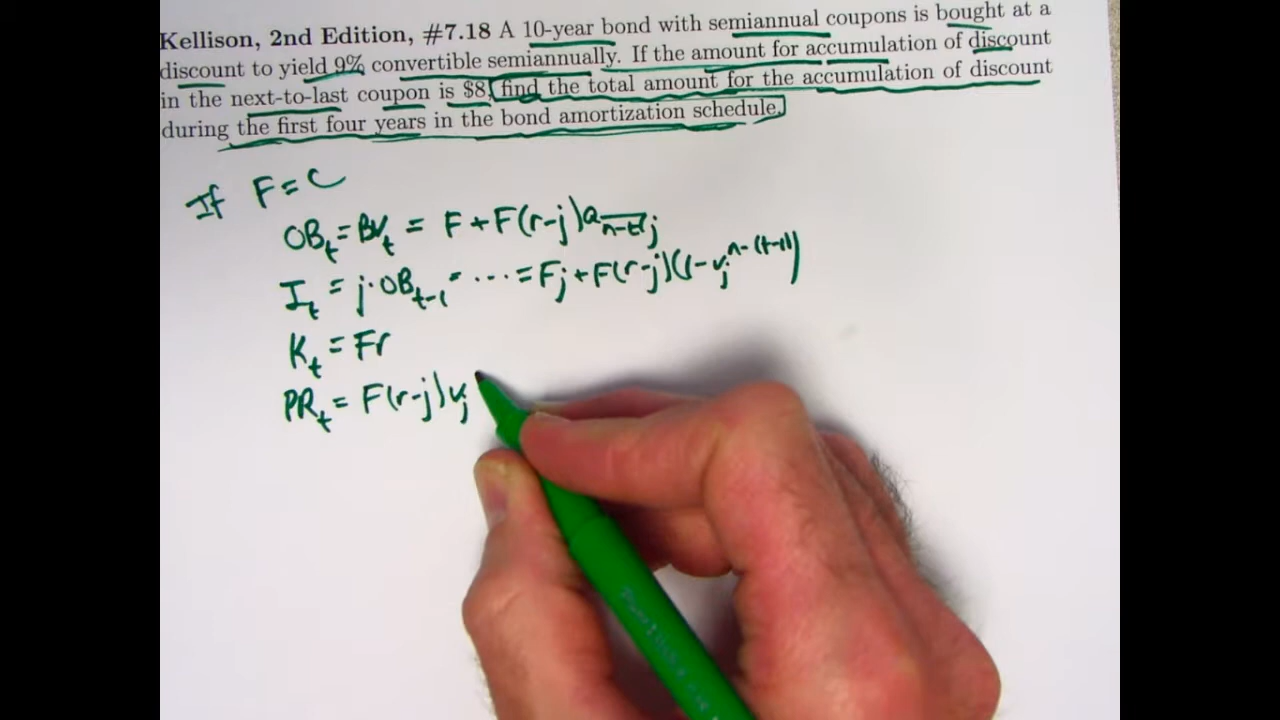 Kellison, 2nd Edition, #7.18 A 10-year bond with semiannual coupons is bought at a
discount to yield 9% convertible semiannually. If the amount for accumulation of discount
in the next-to-last coupon is $8, find the total amount for the accumulation of discount
during the first four years in the bond amortization schedule.
If F = C
OB_t = BV_t = F + F(r-j)a_{n-t|j}
I_t = j·OB_{t-1} = ··· = Fj + F(r-j)(1-v_j^{n-(t-1)})
K_t = Fr
PR_t = F(r-j)v_j